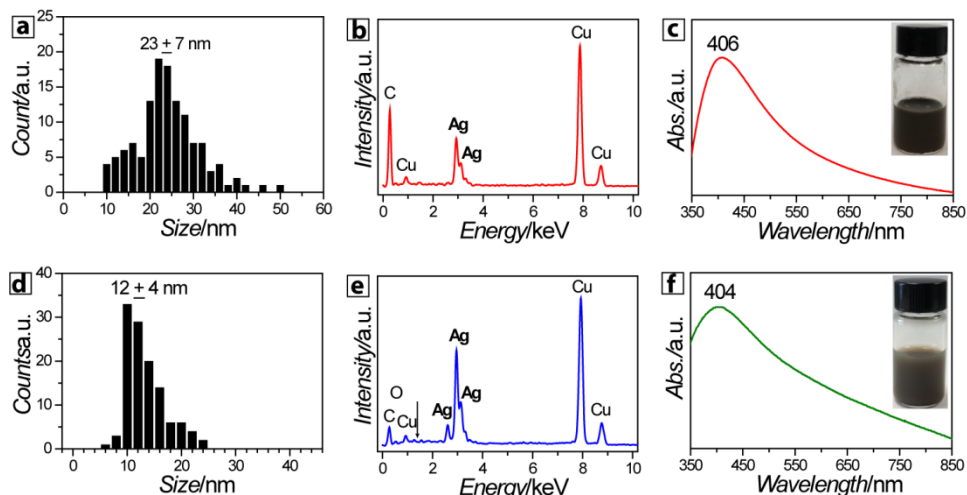 a
23 ± 7 nm
25
20
15
10
5
0
Count/a.u.
0 10 20 30 40 50 60
Size/nm
b
C
Cu
Ag
Ag
Cu
Cu
Intensity/a.u.
0 2 4 6 8 10
Energy/keV
c
406
Abs./a.u.
350 450 550 650 750 850
Wavelength/nm
d
12 ± 4 nm
40
30
20
10
0
Countsa.u.
0 10 20 30 40
Size/nm
e
C
O
Cu
Ag
Ag
Ag
Cu
Cu
Intensity/a.u.
0 2 4 6 8 10
Energy/keV
f
404
Abs./a.u.
350 450 550 650 750 850
Wavelength/nm